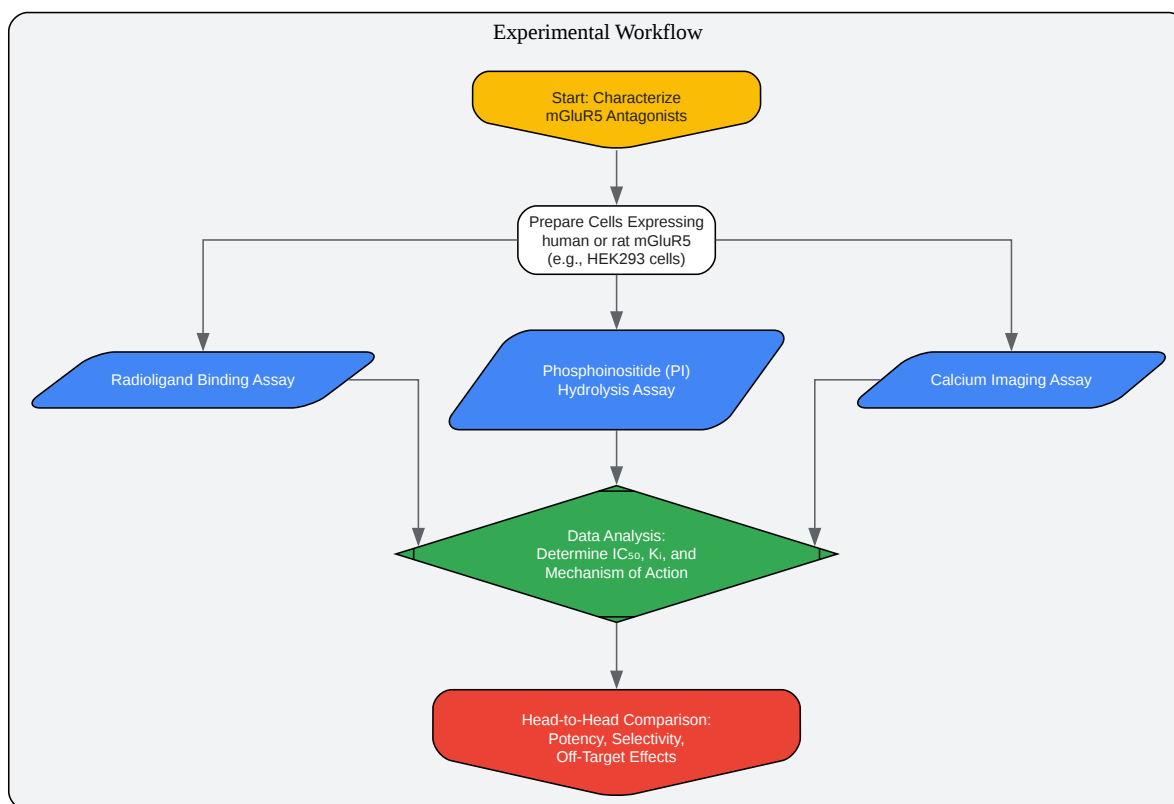 Experimental Workflow
Start: Characterize
mGluR5 Antagonists
Prepare Cells Expressing
human or rat mGluR5
(e.g., HEK293 cells)
Radioligand Binding Assay
Phosphoinositide (PI)
Hydrolysis Assay
Calcium Imaging Assay
Data Analysis:
Determine IC₅₀, Kᵢ, and
Mechanism of Action
Head-to-Head Comparison:
Potency, Selectivity,
Off-Target Effects